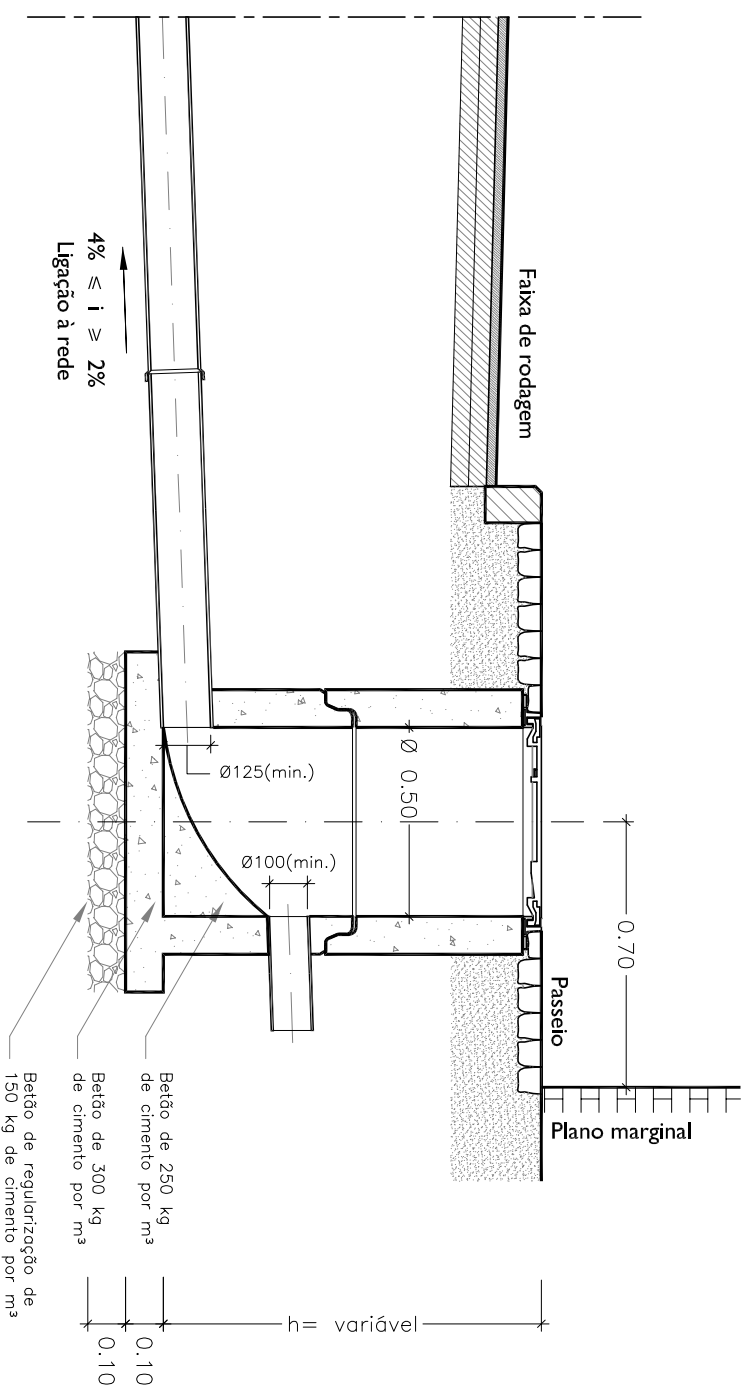 Faixa de rodagem
Passeio
Plano marginal
0.70
Ø 0.50
Ø125(min.)
Ø100(min.)
4% ≤ i ≥ 2%
Ligação à rede
h= variável
0.10
0.10
Betão de 250 kg
de cimento por m³
Betão de 300 kg
de cimento por m³
Betão de regularização de
150 kg de cimento por m³